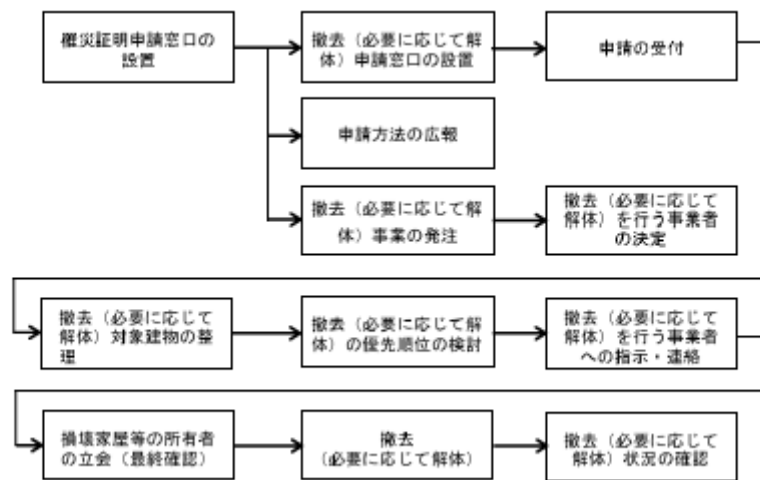 罹災証明申請窓口の
設置
撤去（必要に応じて解
体）申請窓口の設置
申請の受付
申請方法の広報
撤去（必要に応じて解
体）事業の発注
撤去（必要に応じて
解体）を行う事業者
の決定
撤去（必要に応じて
解体）対象建物の整
理
撤去（必要に応じて解
体）の優先順位の検討
撤去（必要に応じて
解体）を行う事業者
への指示・連絡
損壊家屋等の所有者
の立会（最終確認）
撤去
（必要に応じて解体）
撤去（必要に応じて
解体）状況の確認